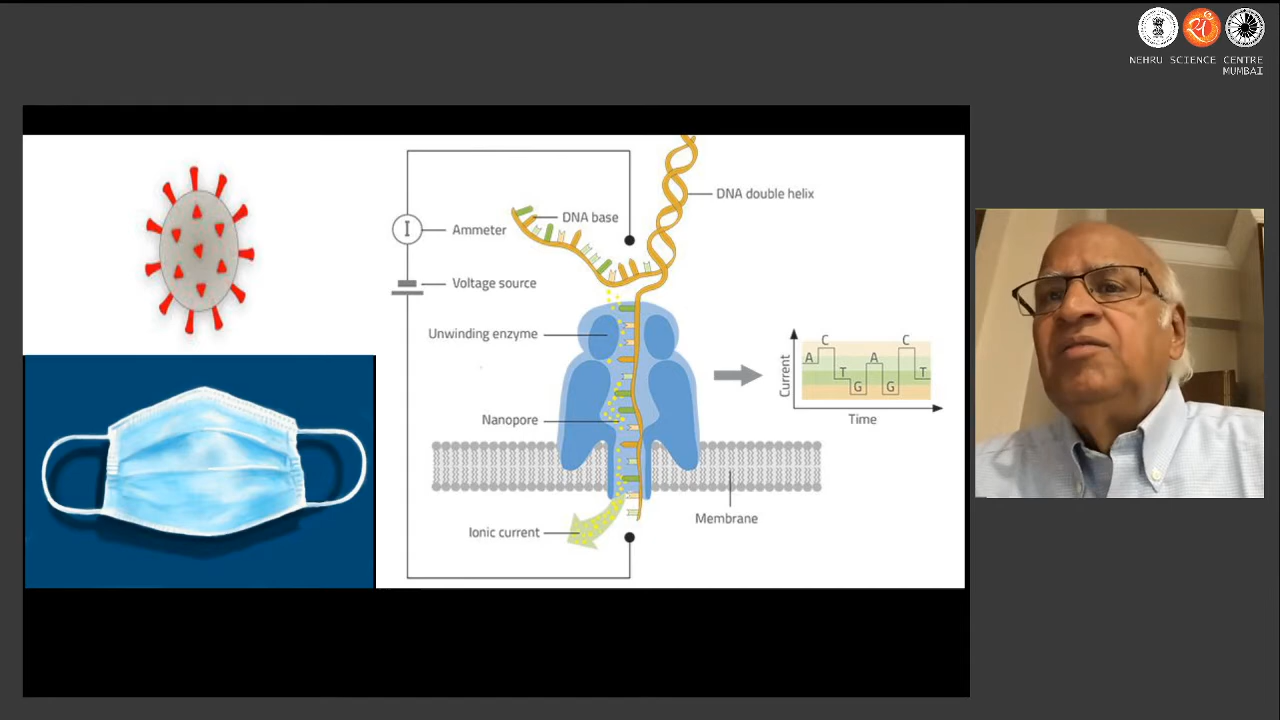 NEHRU SCIENCE CENTRE
MUMBAI
DNA double helix
DNA base
I
Ammeter
Voltage source
Unwinding enzyme
Nanopore
Ionic current
Membrane
Current
A C T G A G C T
Time